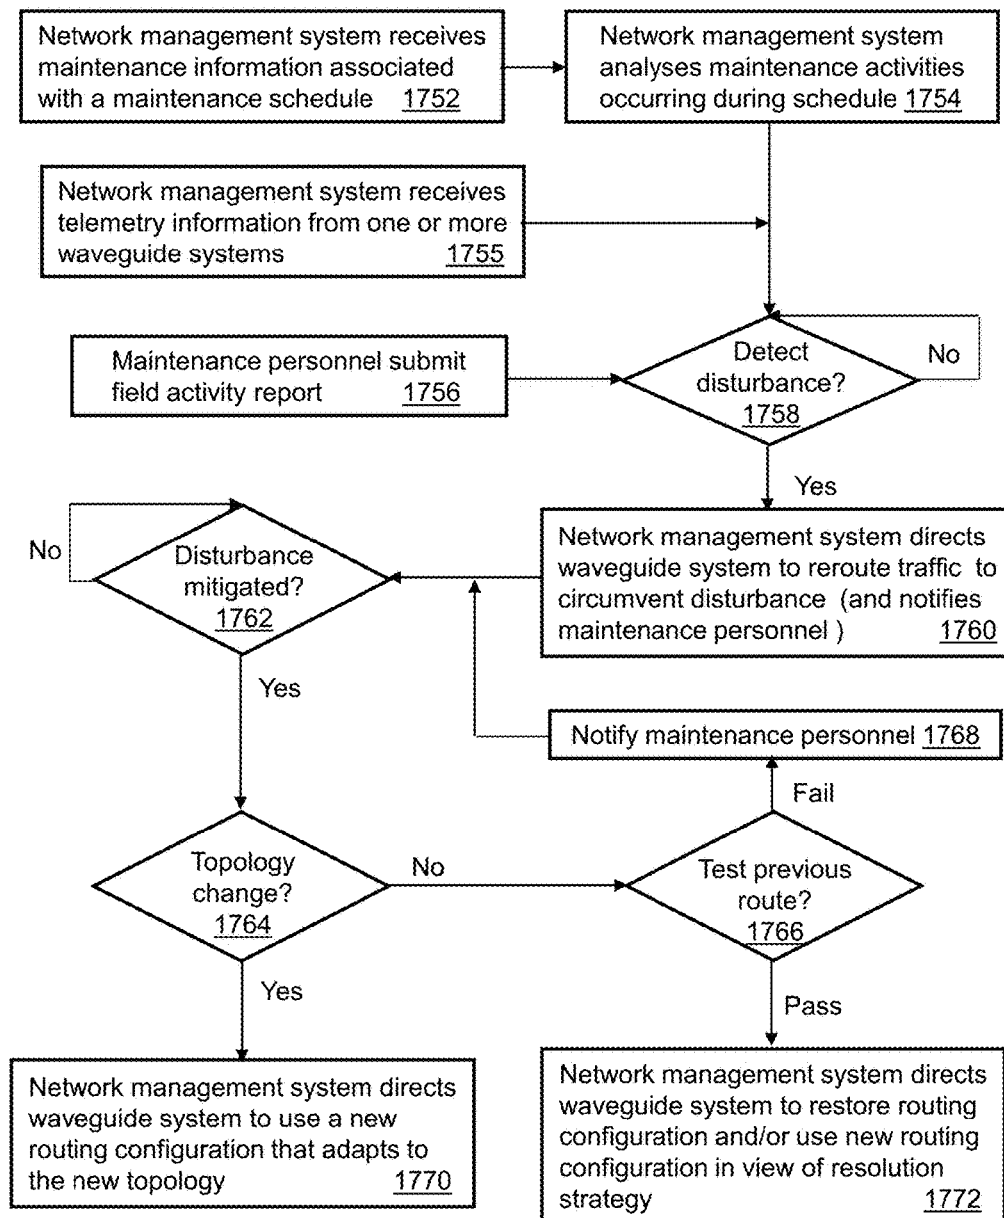 Network management system receives
maintenance information associated
with a maintenance schedule 1752
Network management system
analyses maintenance activities
occurring during schedule 1754
Network management system receives
telemetry information from one or more
waveguide systems 1755
Maintenance personnel submit
field activity report 1756
Detect
disturbance?
1758
No
Yes
Network management system directs
waveguide system to reroute traffic to
circumvent disturbance (and notifies
maintenance personnel ) 1760
No
Disturbance
mitigated?
1762
Yes
Notify maintenance personnel 1768
Fail
Topology
change?
1764
No
Test previous
route?
1766
Yes
Pass
Network management system directs
waveguide system to use a new
routing configuration that adapts to
the new topology 1770
Network management system directs
waveguide system to restore routing
configuration and/or use new routing
configuration in view of resolution
strategy 1772